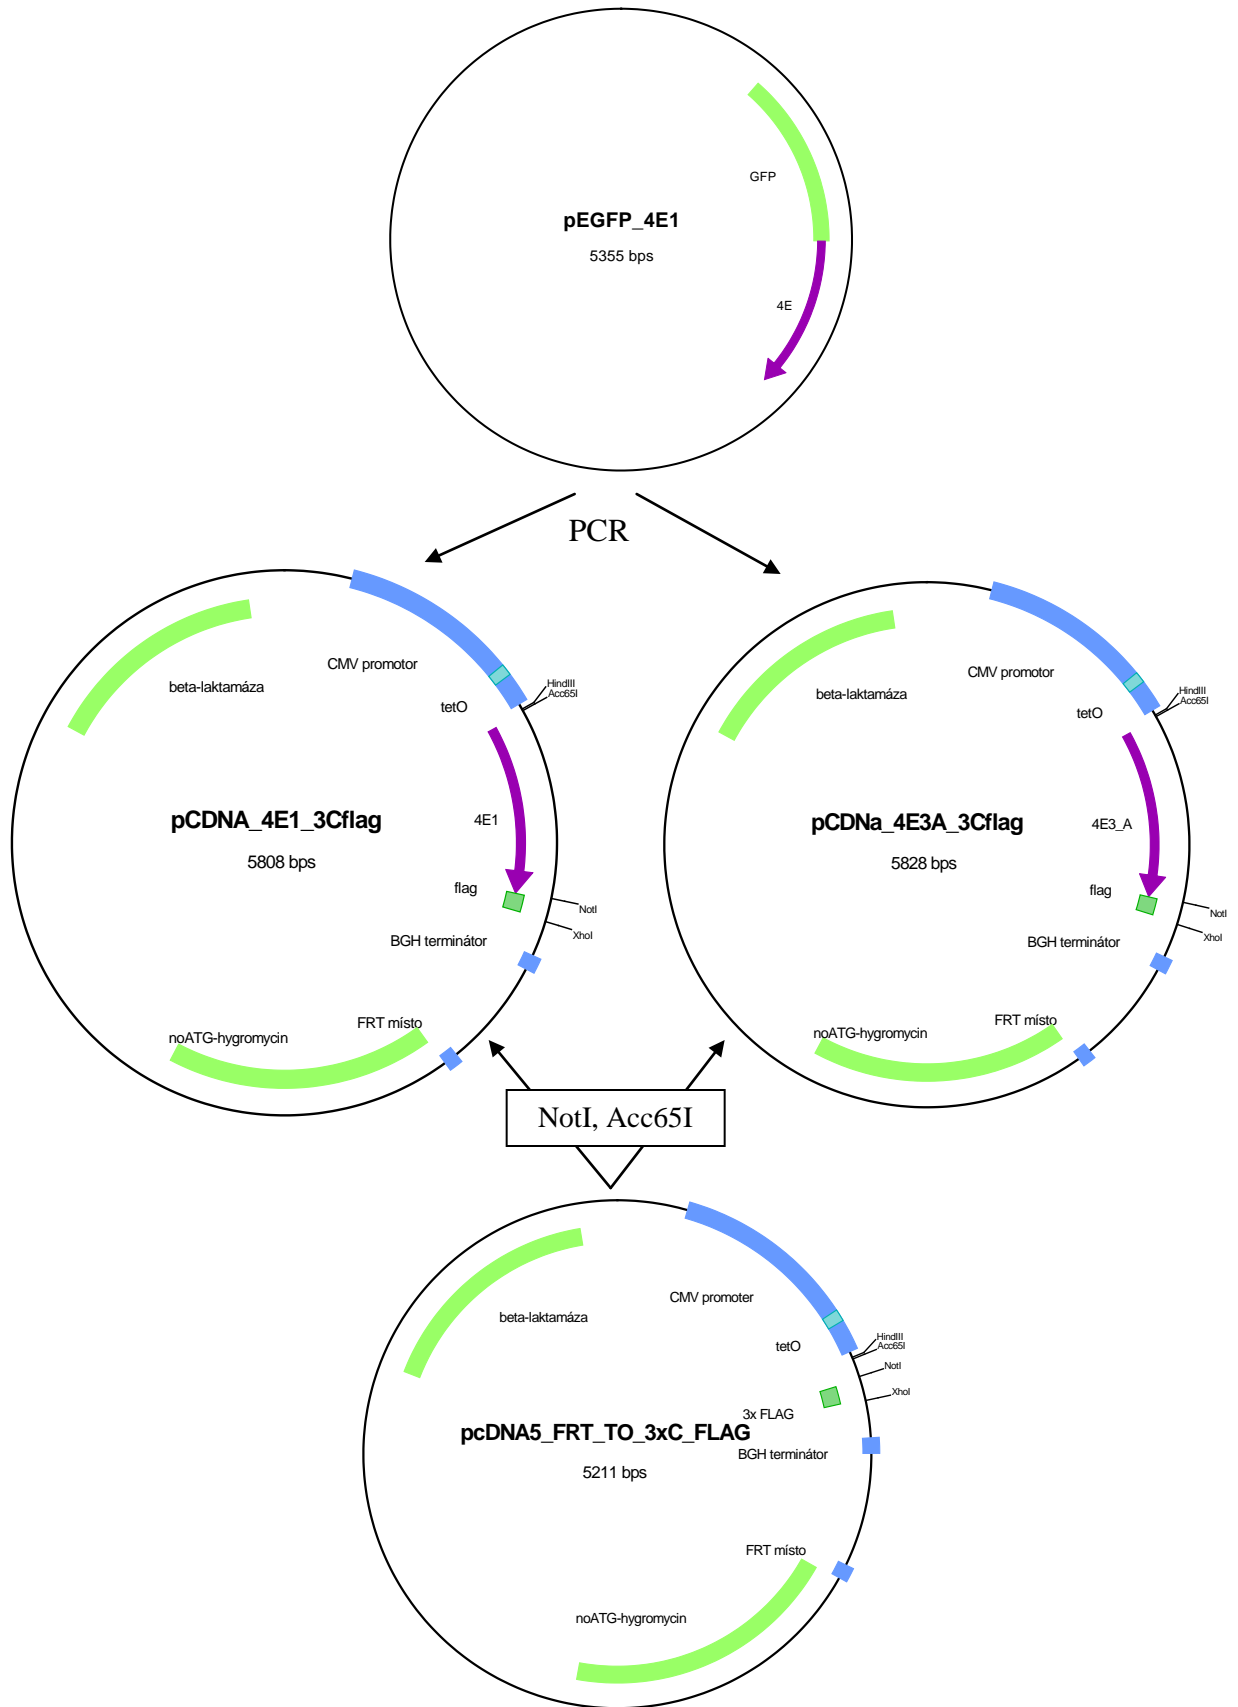 GFP
pEGFP_4E1
5355 bps
4E
PCR
CMV promotor
beta-laktamáza
tetO
HindIII
Acc65I
pCDNA_4E1_3Cflag
5808 bps
4E1
flag
NotI
XhoI
BGH terminátor
FRT místo
noATG-hygromycin
CMV promotor
beta-laktamáza
tetO
HindIII
Acc65I
pCDNa_4E3A_3Cflag
5828 bps
4E3_A
flag
NotI
XhoI
BGH terminátor
FRT místo
noATG-hygromycin
NotI, Acc65I
CMV promoter
beta-laktamáza
tetO
HindIII
Acc65I
NotI
XhoI
3x FLAG
pcDNA5_FRT_TO_3xC_FLAG
BGH terminátor
5211 bps
FRT místo
noATG-hygromycin